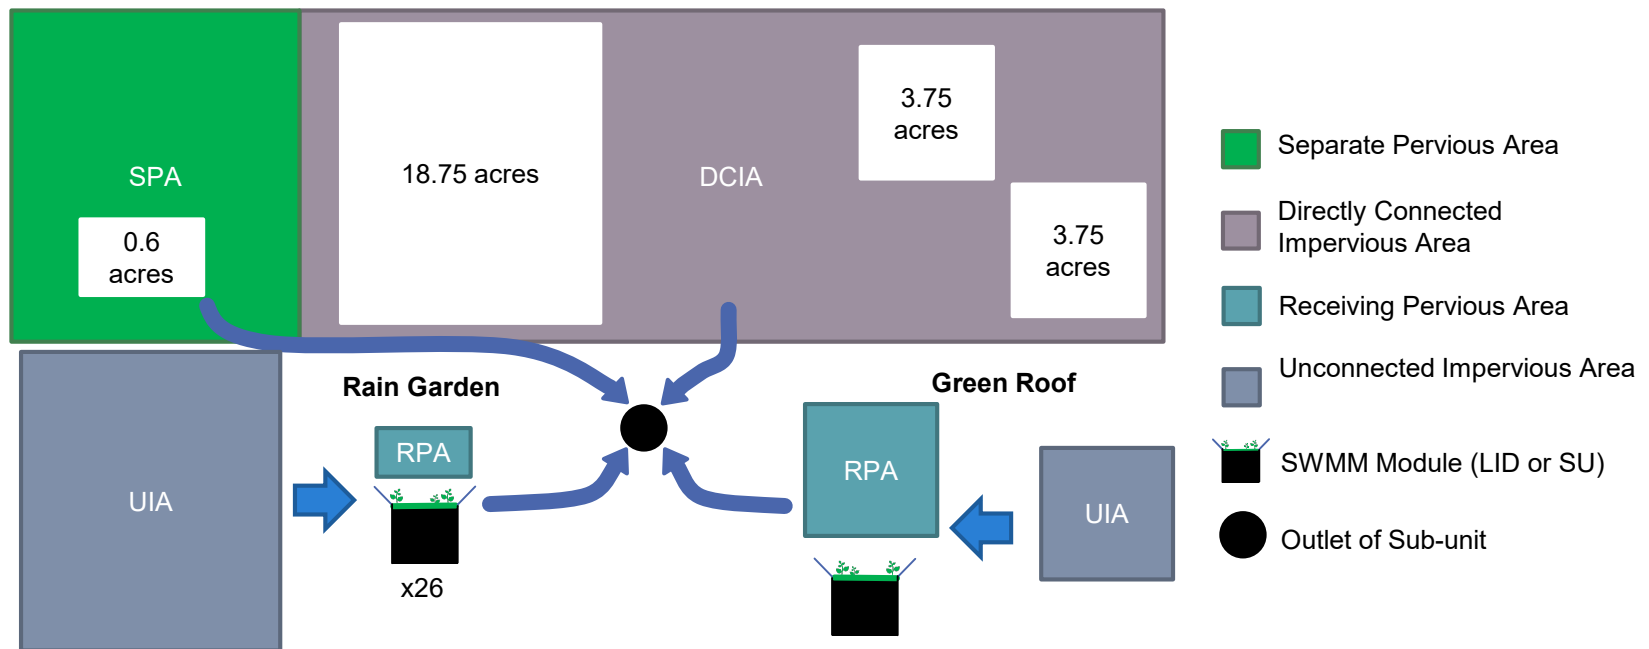 SPA
0.6
acres
18.75 acres
DCIA
3.75
acres
3.75
acres
UIA
Rain Garden
RPA
x26
Green Roof
RPA
UIA
Separate Pervious Area
Directly Connected
Impervious Area
Receiving Pervious Area
Unconnected Impervious Area
SWMM Module (LID or SU)
Outlet of Sub-unit